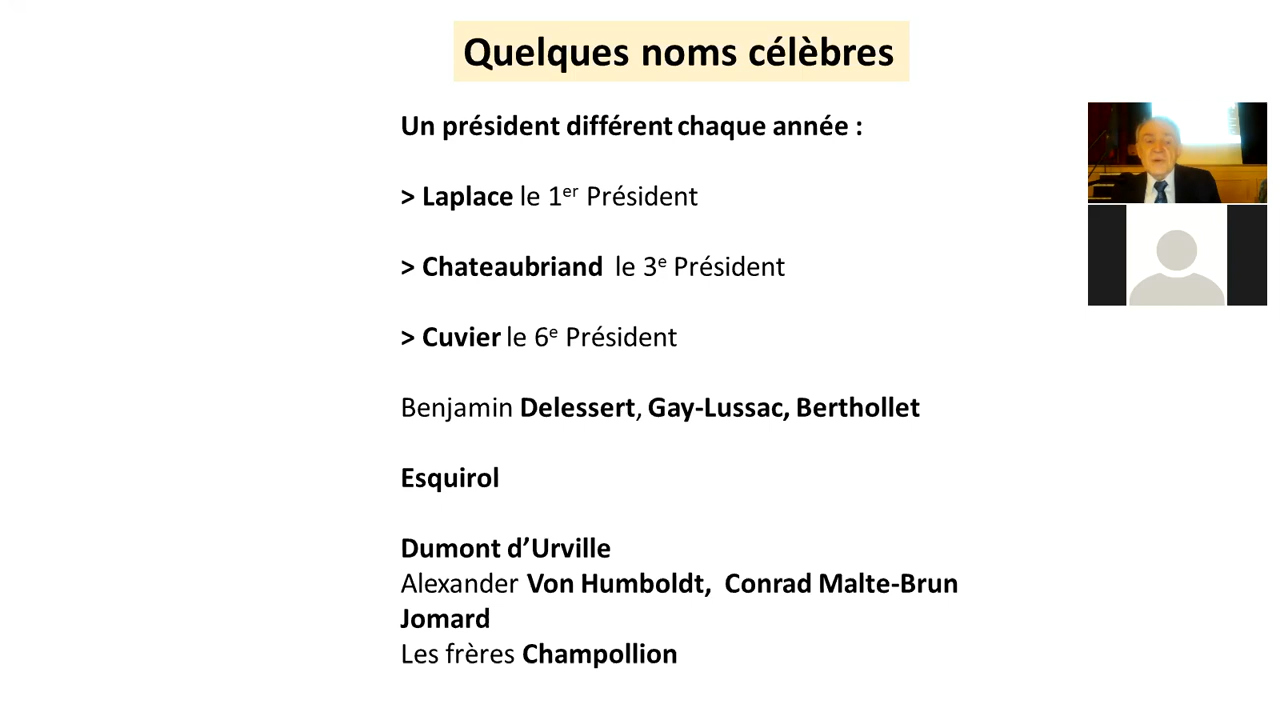 Quelques noms célèbres
Un président différent chaque année :
> Laplace le 1er Président
> Chateaubriand le 3e Président
> Cuvier le 6e Président
Benjamin Delessert, Gay-Lussac, Berthollet
Esquirol
Dumont d’Urville
Alexander Von Humboldt, Conrad Malte-Brun
Jomard
Les frères Champollion